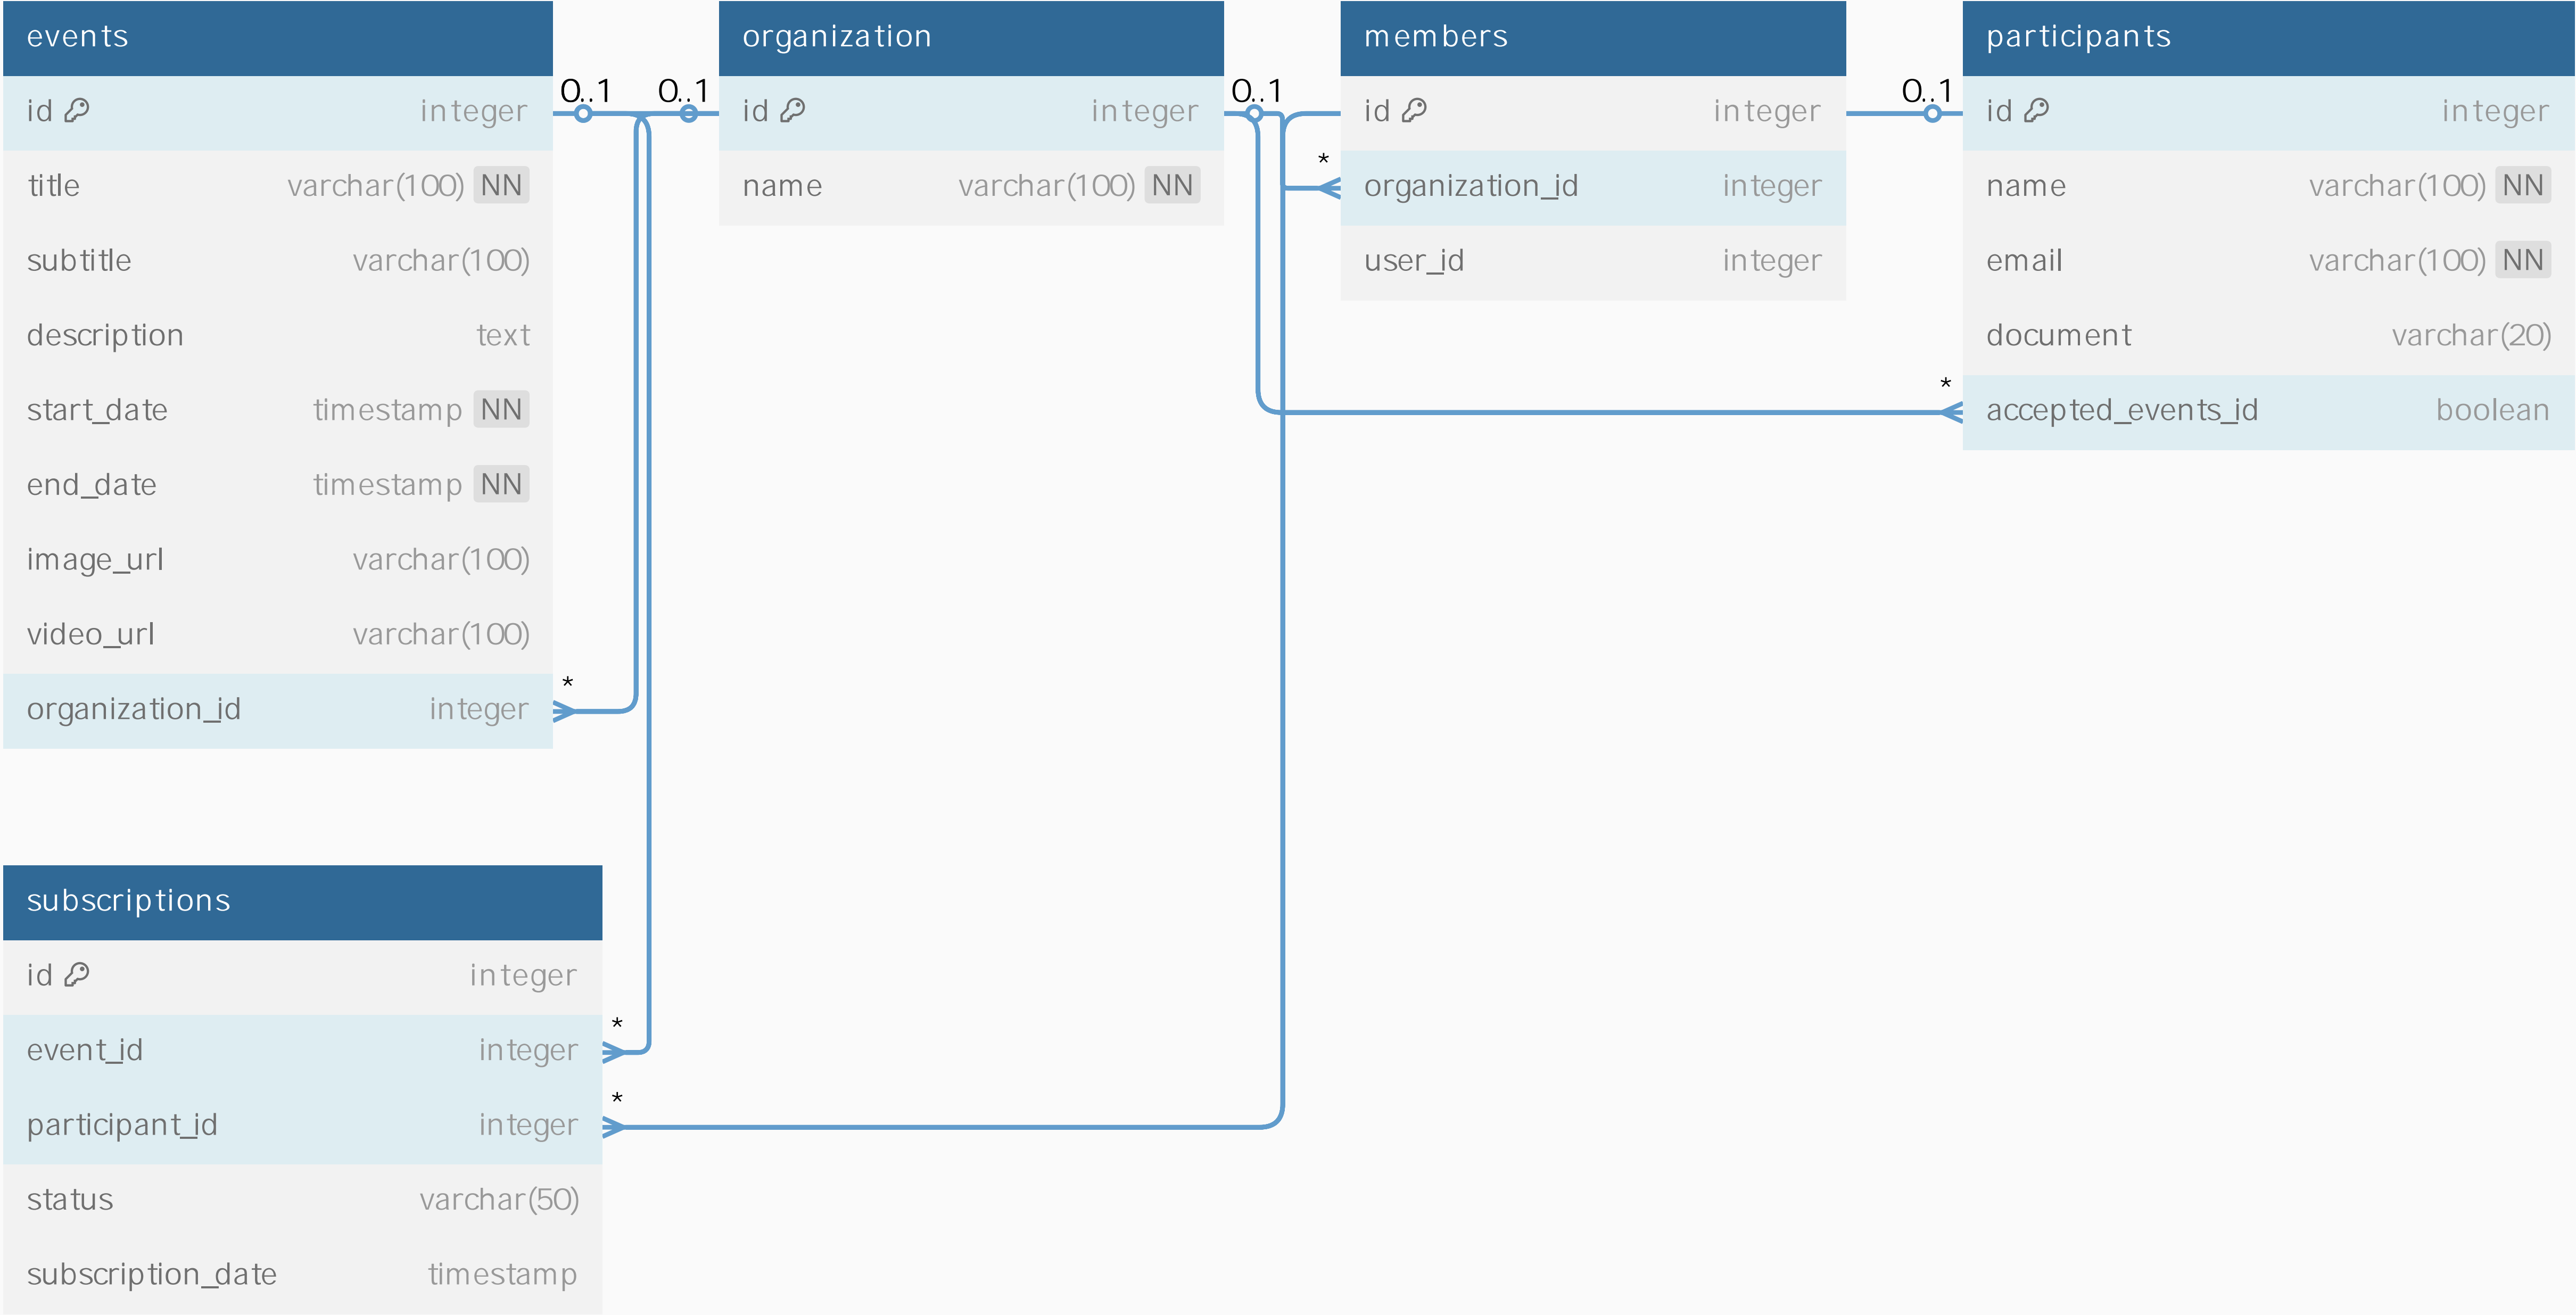 events
id integer
title varchar(100) NN
subtitle varchar(100)
description text
start_date timestamp NN
end_date timestamp NN
image_url varchar(100)
video_url varchar(100)
organization_id integer
0..1 0..1
*
organization
id integer
name varchar(100) NN
0..1
*
members
id integer
organization_id integer
user_id integer
0..1
*
participants
id integer
name varchar(100) NN
email varchar(100) NN
document varchar(20)
accepted_events_id boolean
subscriptions
id integer
event_id integer
*
participant_id integer
*
status varchar(50)
subscription_date timestamp